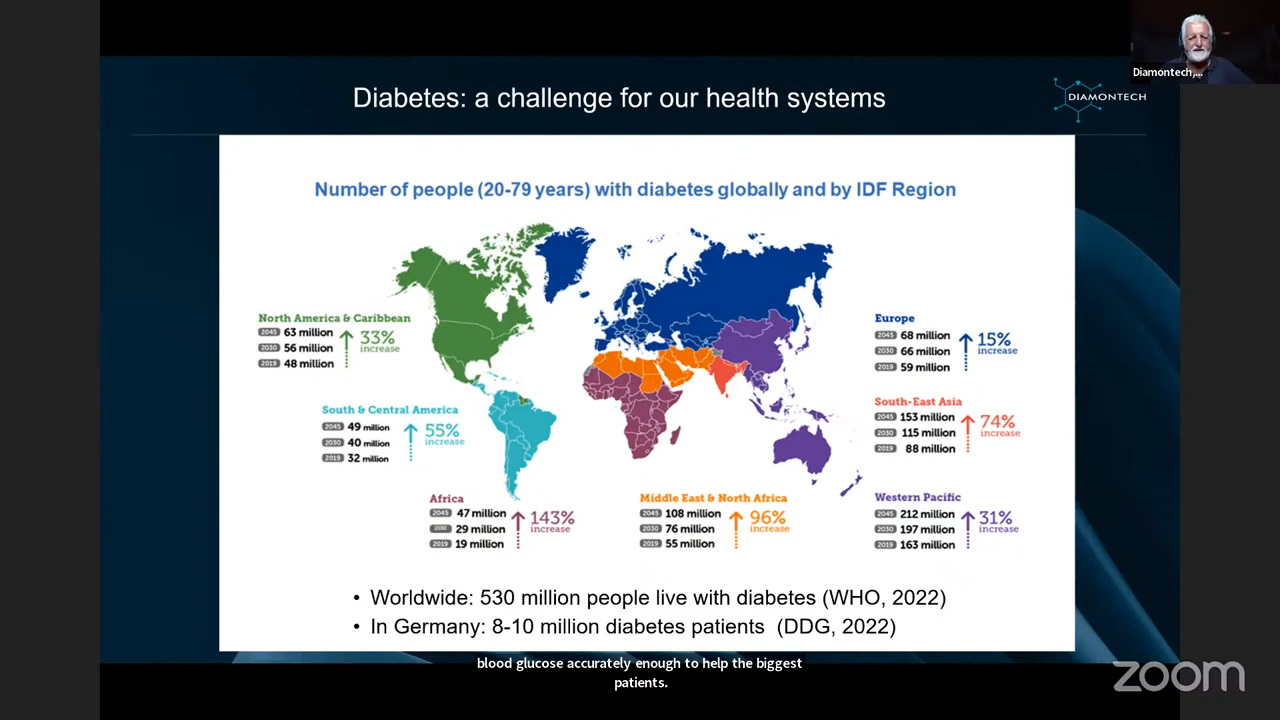 Diamontech,...
Diabetes: a challenge for our health systems
DIAMONTECH
Number of people (20-79 years) with diabetes globally and by IDF Region
North America & Caribbean
2045 63 million
2030 56 million
2019 48 million
33%
increase
South & Central America
2045 49 million
2030 40 million
2019 32 million
55%
increase
Africa
2045 47 million
2030 29 million
2019 19 million
143%
increase
Middle East & North Africa
2045 108 million
2030 76 million
2019 55 million
96%
increase
Europe
2045 68 million
2030 66 million
2019 59 million
15%
increase
South-East Asia
2045 153 million
2030 115 million
2019 88 million
74%
increase
Western Pacific
2045 212 million
2030 197 million
2019 163 million
31%
increase
• Worldwide: 530 million people live with diabetes (WHO, 2022)
• In Germany: 8-10 million diabetes patients (DDG, 2022)
blood glucose accurately enough to help the biggest
patients.
zoom